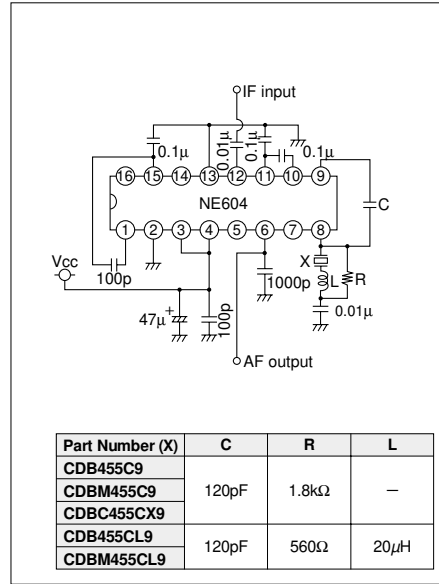 IF input
0.1μ
0.01μ
0.1μ
0.1μ
16 15 14 13 12 11 10 9
NE604
C
1 2 3 4 5 6 7 8
Vcc
100p
X
1000p
L
R
47μ
+
100p
0.01μ
AF output
Part Number (X) C R L
CDB455C9
CDBM455C9 120pF 1.8kΩ –
CDBC455CX9
CDB455CL9 120pF 560Ω 20μH
CDBM455CL9